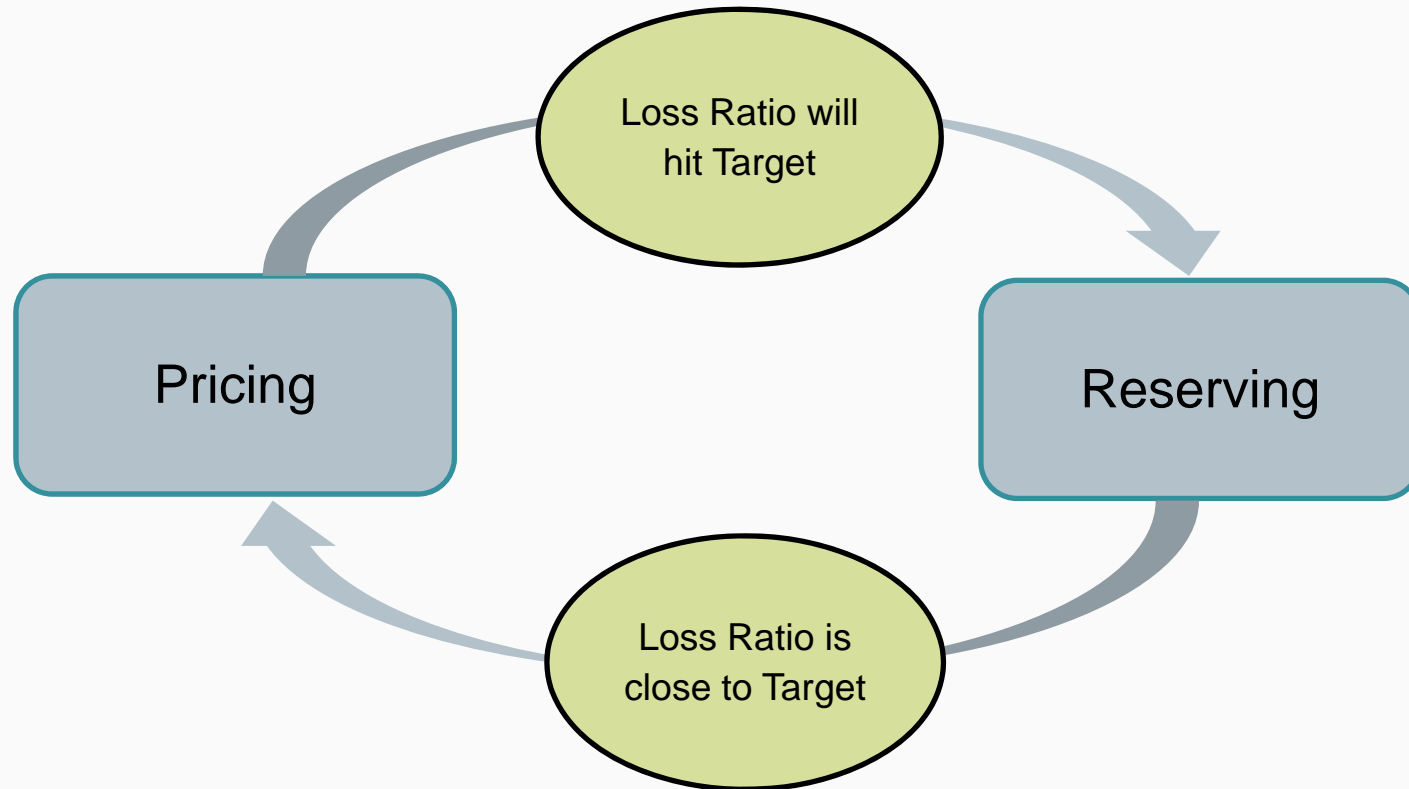 Loss Ratio will
hit Target
Pricing
Reserving
Loss Ratio is
close to Target